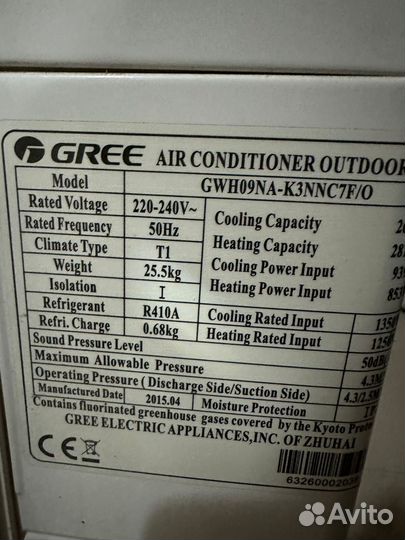 GREE AIR CONDITIONER OUTDOOR
Model GWH09NA-K3NNC7F/O
Rated Voltage 220-240V~ Cooling Capacity
Rated Frequency 50Hz Heating Capacity
Climate Type T1 Cooling Power Input
Weight 25.5kg Heating Power Input
Isolation I
Refrigerant R410A Cooling Rated Input
Refri. Charge 0.68kg Heating Rated Input
Sound Pressure Level
Maximum Allowable Pressure
Operating Pressure ( Discharge Side/Suction Side)
Manufactured Date 2015.04 Moisture Protection
Contains fluorinated greenhouse gases covered by the Kyoto
GREE ELECTRIC APPLIANCES,INC. OF ZHUHAI
CE
Avito